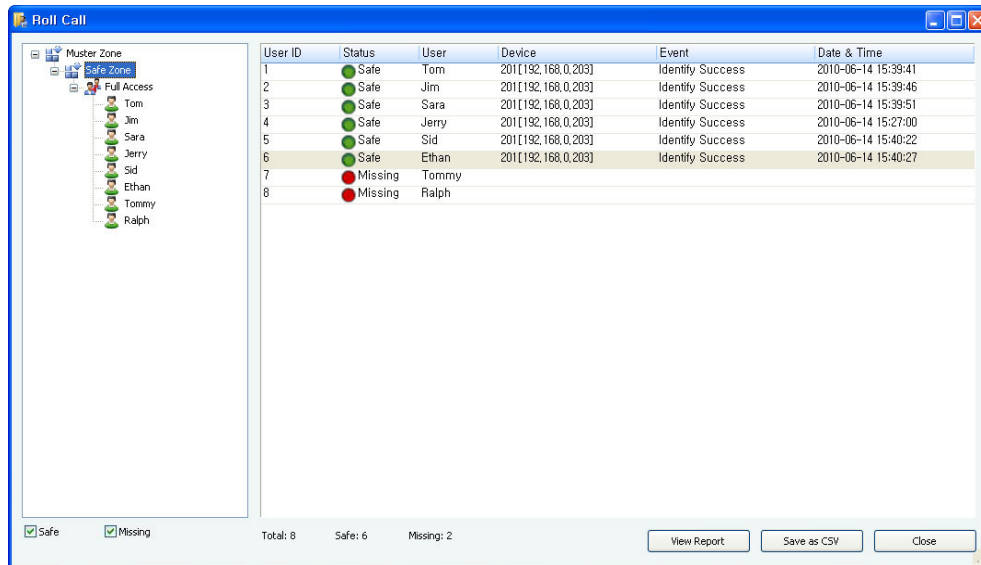 Roll Call
Muster Zone
Safe Zone
Full Access
Tom
Jim
Sara
Jerry
Sid
Ethan
Tommy
Ralph
User ID Status User Device Event Date & Time
1 Safe Tom 201[192,168,0,203] Identify Success 2010-06-14 15:39:41
2 Safe Jim 201[192,168,0,203] Identify Success 2010-06-14 15:39:46
3 Safe Sara 201[192,168,0,203] Identify Success 2010-06-14 15:39:51
4 Safe Jerry 201[192,168,0,203] Identify Success 2010-06-14 15:27:00
5 Safe Sid 201[192,168,0,203] Identify Success 2010-06-14 15:40:22
6 Safe Ethan 201[192,168,0,203] Identify Success 2010-06-14 15:40:27
7 Missing Tommy
8 Missing Ralph
Safe Missing Total: 8 Safe: 6 Missing: 2 View Report Save as CSV Close